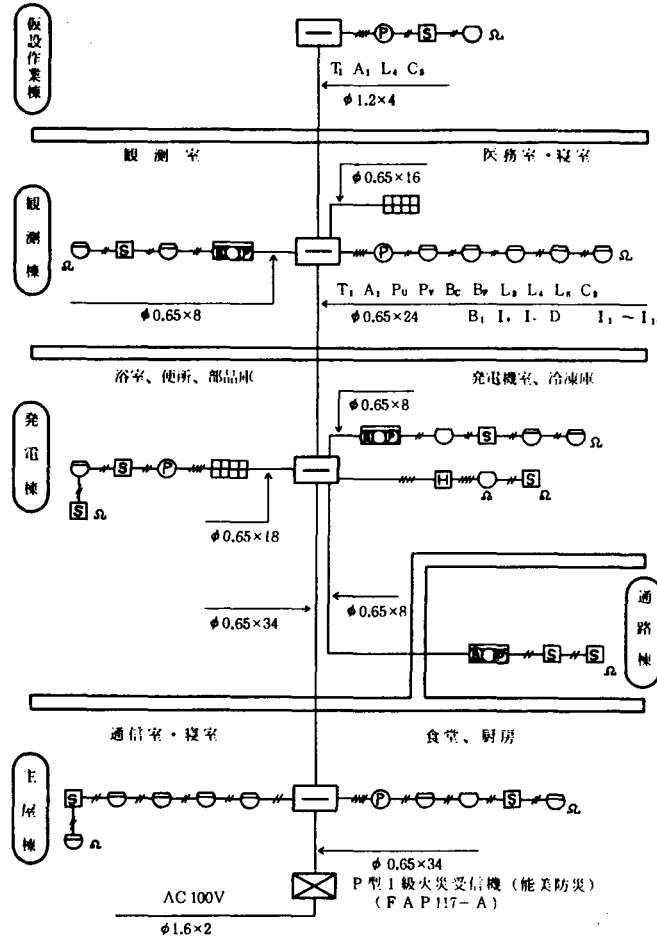 仮設作業棟
P S Ω
T₁ A₁ L₄ C₃
φ1.2×4
観測室
医務室・寝室
φ0.65×16
観測棟
Ω S P Ω
φ0.65×8
T₁ A₁ Pᵤ Pᵥ B_C Bᵥ L₃ L₄
φ0.65×24 B₁ D I₁～
浴室、便所、部品庫
発電機室、冷凍庫
φ0.65×8
発電棟
S Ω
S P
H S
S Ω Ω Ω
φ0.65×18
φ0.65×34
φ0.65×8
通路棟
S S
Ω
通信室・寝室
食堂、厨房
主屋棟
S P S Ω
Ω
φ0.65×34
P型1級火災受信機（能美防災）
(FAP117-A)
AC 100V
φ1.6×2